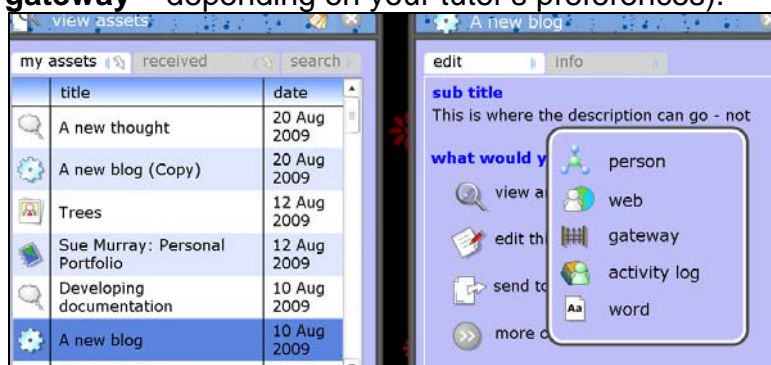 gateway – depending on your tutor's preferences).
view assets
my assets received search
title date
A new thought 20 Aug 2009
A new blog (Copy) 20 Aug 2009
Trees 12 Aug 2009
Sue Murray: Personal Portfolio 12 Aug 2009
Developing documentation 10 Aug 2009
A new blog 10 Aug 2009
A new blog
edit info
sub title
This is where the description can go - not
what would y
view a
edit thi
send to
more o
person
web
gateway
activity log
Aa word